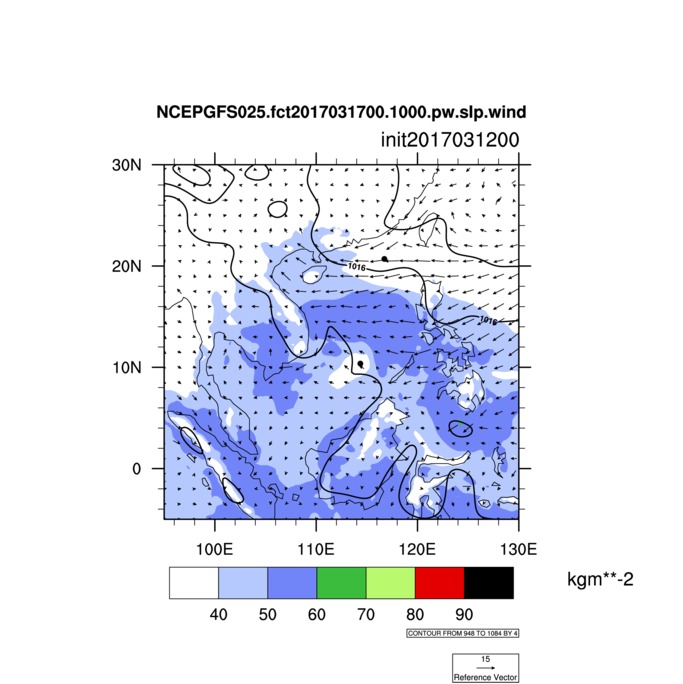 NCEPGFS025.fct2017031700.1000.pw.slp.wind
init2017031200
30N
20N
10N
0
1016
1016
100E 110E 120E 130E
kgm**-2
40 50 60 70 80 90
CONTOUR FROM 948 TO 1084 BY 4
15
Reference Vector